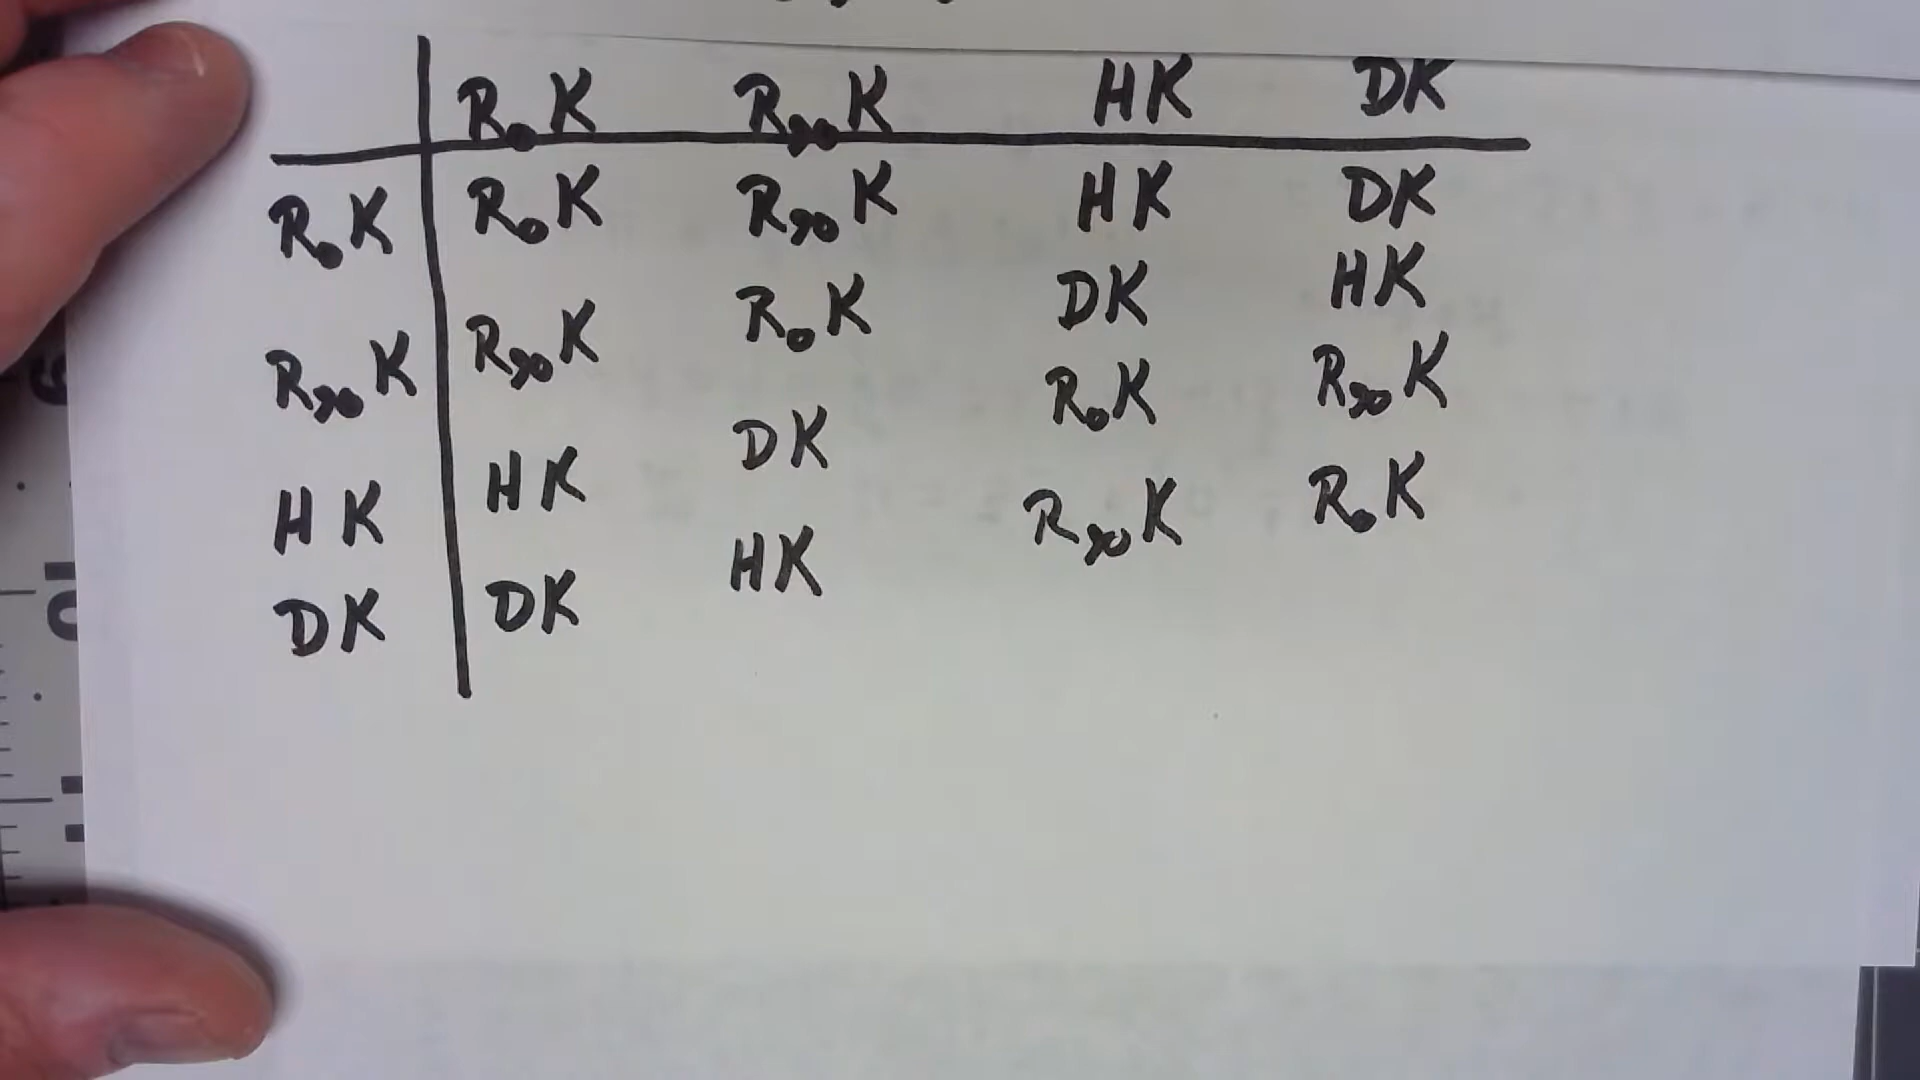 R₀K R₉₀K HK DK
R₀K R₀K R₉₀K HK DK
R₉₀K R₉₀K R₀K DK HK
HK HK DK R₀K R₉₀K
DK DK HK R₉₀K R₀K